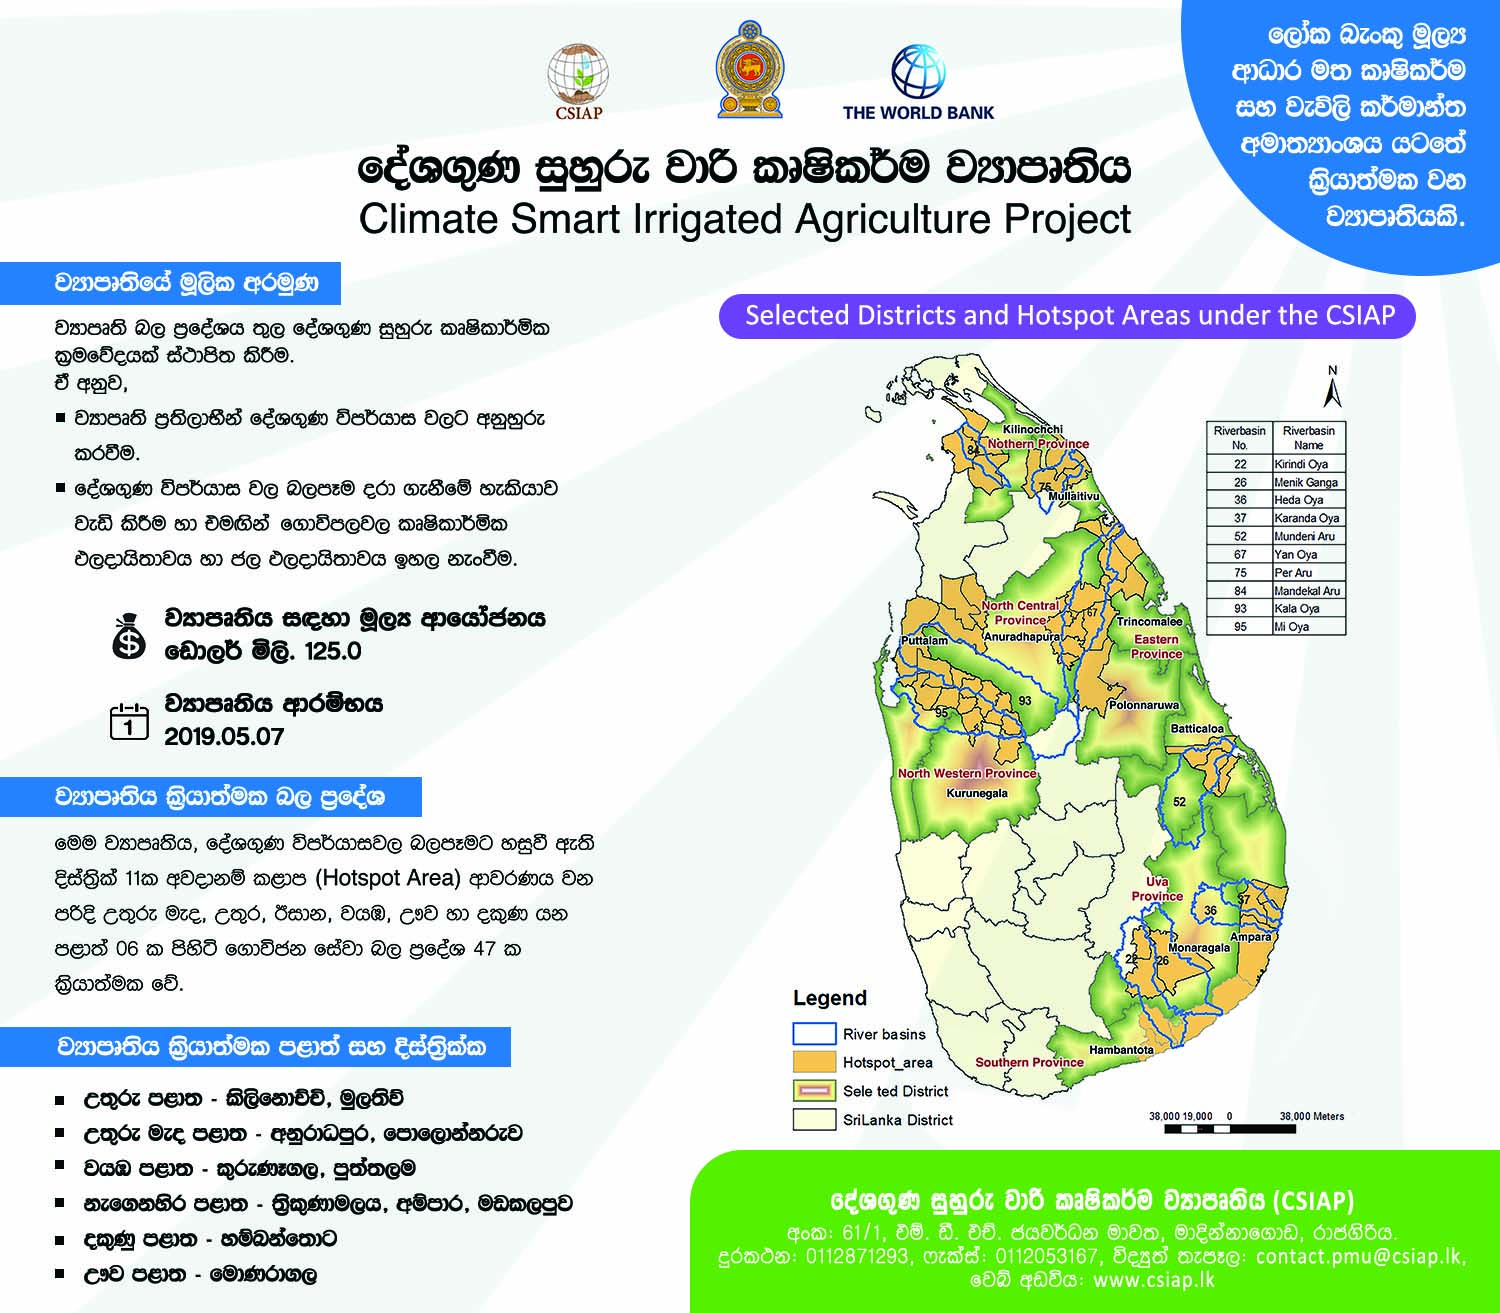 ලෝක බැංකු මූල්‍ය
ආධාර මත කෘෂිකර්ම
සහ වැවිලි කර්මාන්ත
අමාත්‍යාංශය යටතේ
ක්‍රියාත්මක වන
ව්‍යාපෘතියකි.
CSIAP
THE WORLD BANK
දේශගුණ සුහුරු වාරි කෘෂිකර්ම ව්‍යාපෘතිය
Climate Smart Irrigated Agriculture Project
ව්‍යාපෘතියේ මූලික අරමුණ
ව්‍යාපෘති බල ප්‍රදේශය තුල දේශගුණ සුහුරු කෘෂිකාර්මික
ක්‍රමවේදයක් ස්ථාපිත කිරීම.
ඒ අනුව,
ව්‍යාපෘති ප්‍රතිලාභීන් දේශගුණ විපර්යාස වලට අනුහුරු
කරවීම.
දේශගුණ විපර්යාස වල බලපෑම දරා ගැනීමේ හැකියාව
වැඩි කිරීම හා එමඟින් ගොවිපලවල කෘෂිකාර්මික
ඵලදායිතාවය හා ජල ඵලදායිතාවය ඉහල නැංවීම.
ව්‍යාපෘතිය සඳහා මූල්‍ය ආයෝජනය
ඩොලර් මිලි. 125.0
ව්‍යාපෘතිය ආරම්භය
1
2019.05.07
ව්‍යාපෘතිය ක්‍රියාත්මක බල ප්‍රදේශ
මෙම ව්‍යාපෘතිය, දේශගුණ විපර්යාසවල බලපෑමට හසුවී ඇති
දිස්ත්‍රික් 11ක අවදානම් කළාප (Hotspot Area) ආවරණය වන
පරිදි උතුරු මැද, උතුර, ඊසාන, වයඹ, ඌව හා දකුණ යන
පළාත් 06 ක පිහිටි ගොවිජන සේවා බල ප්‍රදේශ 47 ක
ක්‍රියාත්මක වේ.
ව්‍යාපෘතිය ක්‍රියාත්මක පළාත් සහ දිස්ත්‍රික්ක
උතුරු පළාත - කිලිනොච්චි, මුලතිව්
උතුරු මැද පළාත - අනුරාධපුර, පොලොන්නරුව
වයඹ පළාත - කුරුණෑගල, පුත්තලම
නැගෙනහිර පළාත - ත්‍රිකුණාමලය, අම්පාර, මඩකලපුව
දකුණු පළාත - හම්බන්තොට
ඌව පළාත - මොණරාගල
Selected Districts and Hotspot Areas under the CSIAP
N
Riverbasin No. Riverbasin Name
22 Kirindi Oya
26 Menik Ganga
36 Heda Oya
37 Karanda Oya
52 Mundeni Aru
67 Yan Oya
75 Per Aru
84 Mandekal Aru
93 Kala Oya
95 Mi Oya
Kilinochchi
Nothern Province
84
75
Mullaitivu
North Central
Province
67
Anuradhapura
Trincomalee
Puttalam
Eastern
Province
93
95
Polonnaruwa
Batticaloa
North Western Province
Kurunegala
52
Uva
Province
37
36
Ampara
Monaragala
22
26
Hambantota
Southern Province
Legend
River basins
Hotspot_area
Sele ted District
SriLanka District
38,000 19,000 0 38,000 Meters
දේශගුණ සුහුරු වාරි කෘෂිකර්ම ව්‍යාපෘතිය (CSIAP)
අංක: 61/1, එම්. ඩී. එච්. ජයවර්ධන මාවත, මාදින්නාගොඩ, රාජගිරිය.
දුරකථන: 0112871293, ෆැක්ස්: 0112053167, විද්‍යුත් තැපෑල: contact.pmu@csiap.lk,
වෙබ් අඩවිය: www.csiap.lk